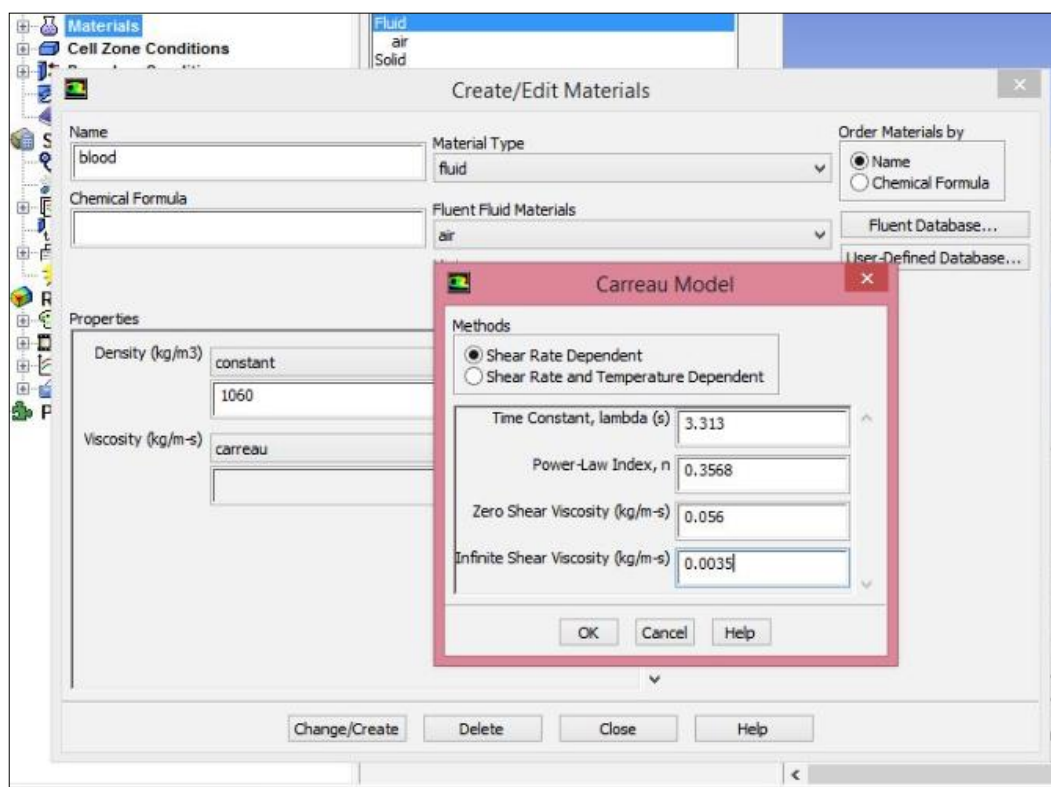 Materials
Cell Zone Conditions
Fluid
air
Solid
Create/Edit Materials
Name
blood
Chemical Formula
Material Type
fluid
Fluent Fluid Materials
air
Order Materials by
Name
Chemical Formula
Fluent Database...
User-Defined Database...
Properties
Density (kg/m3)
constant
1060
Viscosity (kg/m-s)
carreau
Carreau Model
Methods
Shear Rate Dependent
Shear Rate and Temperature Dependent
Time Constant, lambda (s)
3.313
Power-Law Index, n
0.3568
Zero Shear Viscosity (kg/m-s)
0.056
Infinite Shear Viscosity (kg/m-s)
0.0035
OK
Cancel
Help
Change/Create
Delete
Close
Help